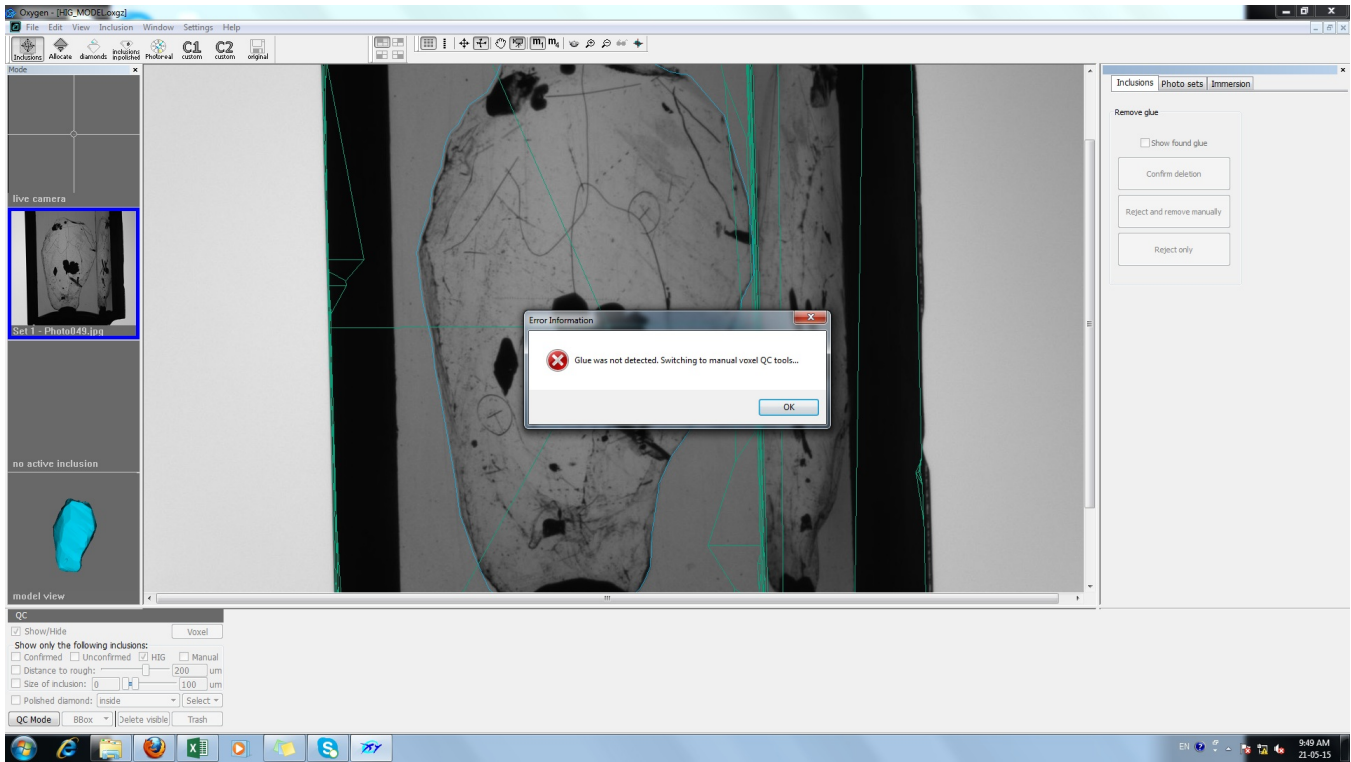 Oxygen - [HIG_MODEL.oxgz]
File Edit View Inclusion Window Settings Help
Inclusions Allocate diamonds inclusions inpolished Photoreal C1 custom C2 custom original
Mode
live camera
Set 1 - Photo049.jpg
no active inclusion
model view
Inclusions Photo sets Immersion
Remove glue
Show found glue
Confirm deletion
Reject and remove manually
Reject only
Error Information
Glue was not detected. Switching to manual voxel QC tools...
OK
QC
Show/Hide Voxel
Show only the following inclusions:
Confirmed Unconfirmed HIG Manual
Distance to rough: 200 um
Size of inclusion: 0 100 um
Polished diamond: inside Select
QC Mode BBox Delete visible Trash
EN 9:49 AM
21-05-15